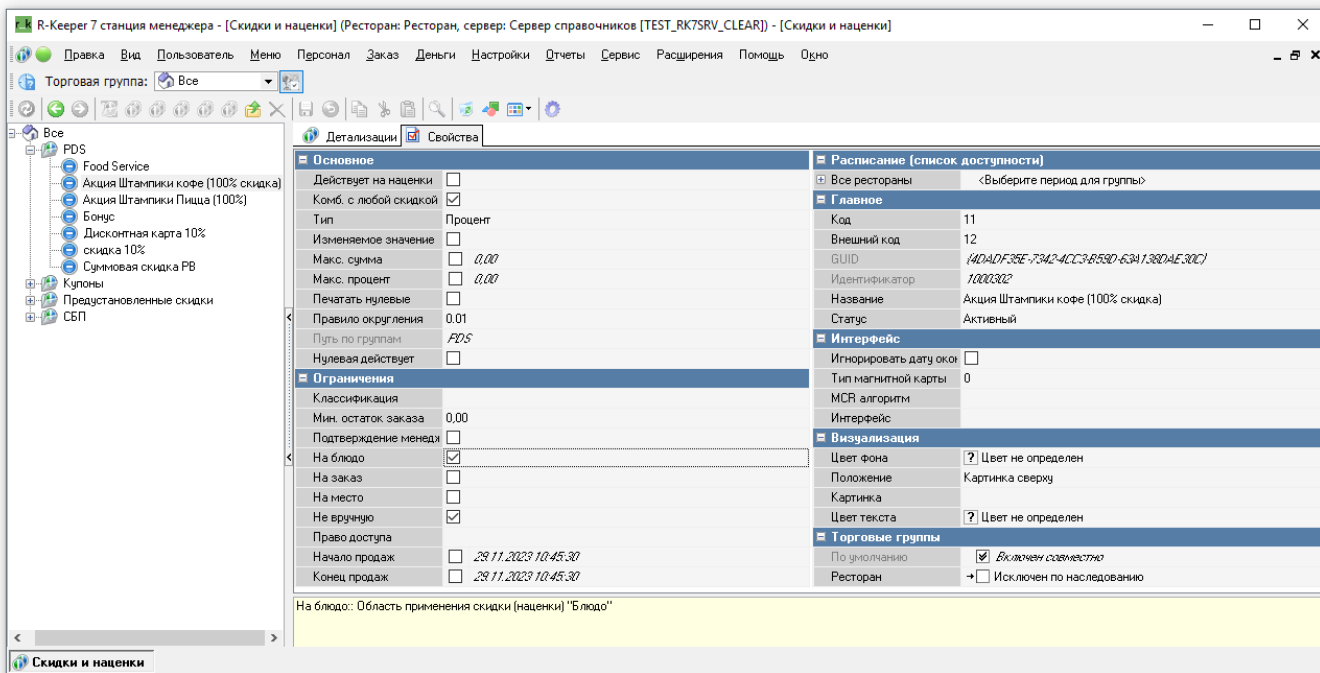 R-Keeper 7 станция менеджера - [Скидки и наценки] (Ресторан: Ресторан, сервер: Сервер справочников [TEST_RK7SRV_CLEAR]) - [Скидки и наценки]
Правка Вид Пользователь Меню Персонал Заказ Деньги Настройки Отчеты Сервис Расширения Помощь Окно
Торговая группа: Все
Все
PDS
Food Service
Акция Штампики кофе (100% скидка)
Акция Штампики Пицца (100%)
Бонус
Дисконтная карта 10%
скидка 10%
Суммовая скидка РВ
Купоны
Предустановленные скидки
СБП
Детализации Свойства
Основное
Действует на наценки
Комб. с любой скидкой
Тип Процент
Изменяемое значение
Макс. сумма 0,00
Макс. процент 0,00
Печатать нулевые
Правило округления 0.01
Путь по группам PDS
Нулевая действует
Ограничения
Классификация
Мин. остаток заказа 0,00
Подтверждение менедж
На блюдо
На заказ
На место
Не вручную
Право доступа
Начало продаж 29.11.2023 10:45:30
Конец продаж 29.11.2023 10:45:30
Расписание (список доступности)
Все рестораны <Выберите период для группы>
Главное
Код 11
Внешний код 12
GUID {4DADF35E-7342-4CC3-B59D-63A138DAE30C}
Идентификатор 1000302
Название Акция Штампики кофе (100% скидка)
Статус Активный
Интерфейс
Игнорировать дату окон
Тип магнитной карты 0
MCR алгоритм
Интерфейс
Визуализация
Цвет фона ? Цвет не определен
Положение Картинка сверху
Картинка
Цвет текста ? Цвет не определен
Торговые группы
По умолчанию Включен совместно
Ресторан Исключен по наследованию
На блюдо:: Область применения скидки (наценки) "Блюдо"
Скидки и наценки